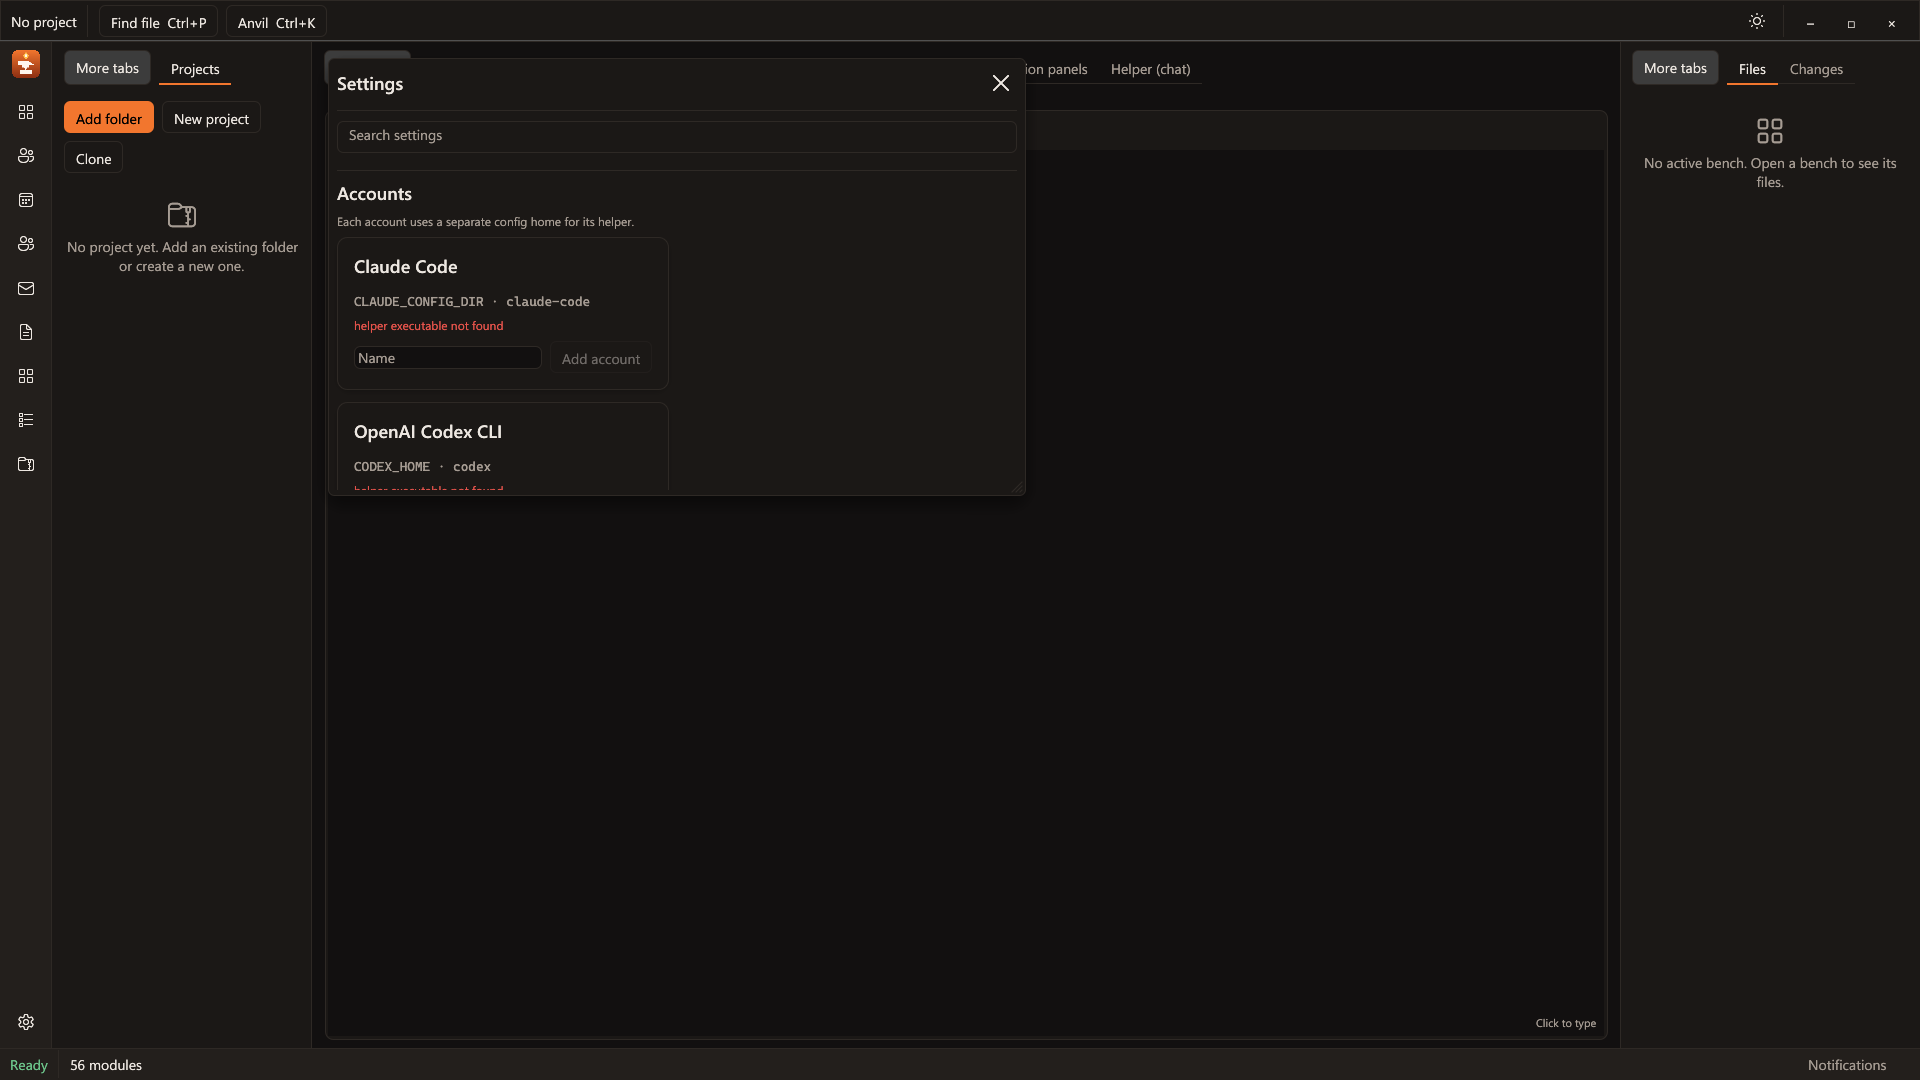 No project
Find file Ctrl+P
Anvil Ctrl+K
More tabs
Projects
Add folder
New project
Clone
No project yet. Add an existing folder
or create a new one.
Settings
Search settings
Accounts
Each account uses a separate config home for its helper.
Claude Code
CLAUDE_CONFIG_DIR · claude-code
helper executable not found
Name
Add account
OpenAI Codex CLI
CODEX_HOME · codex
helper executable not found
ion panels
Helper (chat)
Click to type
More tabs
Files
Changes
No active bench. Open a bench to see its
files.
Ready
56 modules
Notifications